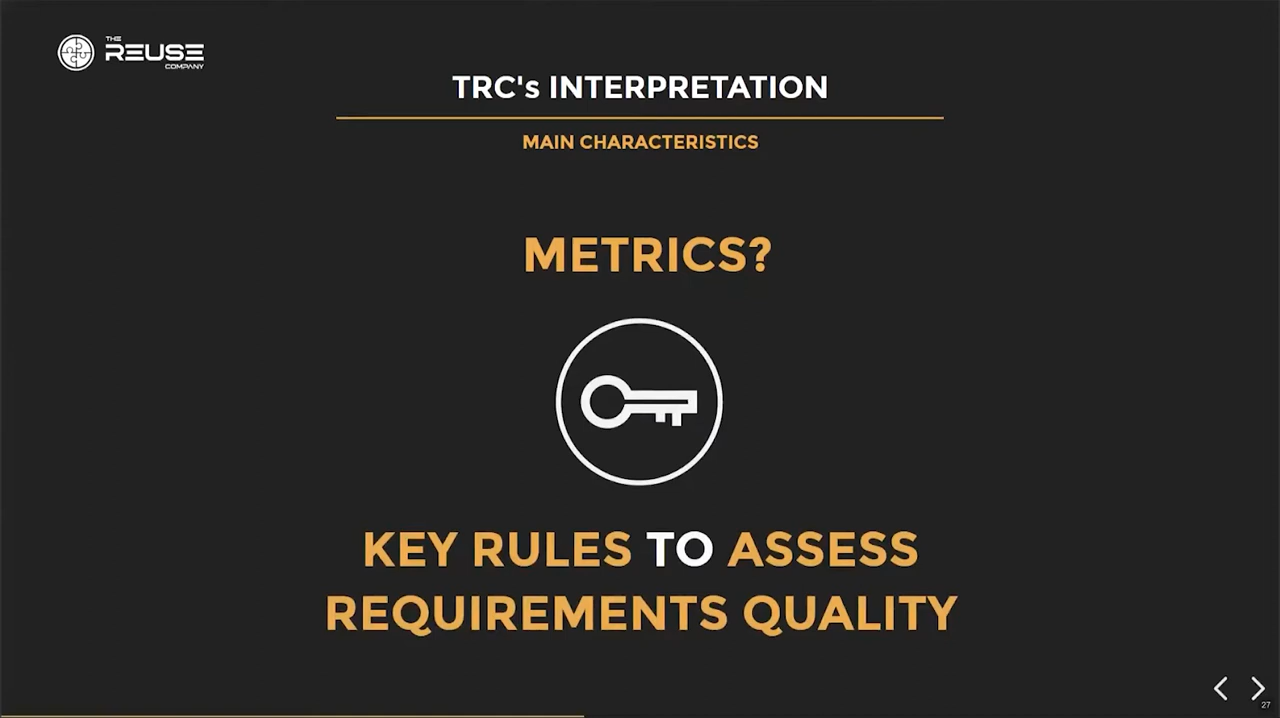 THE
REUSE
COMPANY
TRC's INTERPRETATION
MAIN CHARACTERISTICS
METRICS?
KEY RULES TO ASSESS
REQUIREMENTS QUALITY
27